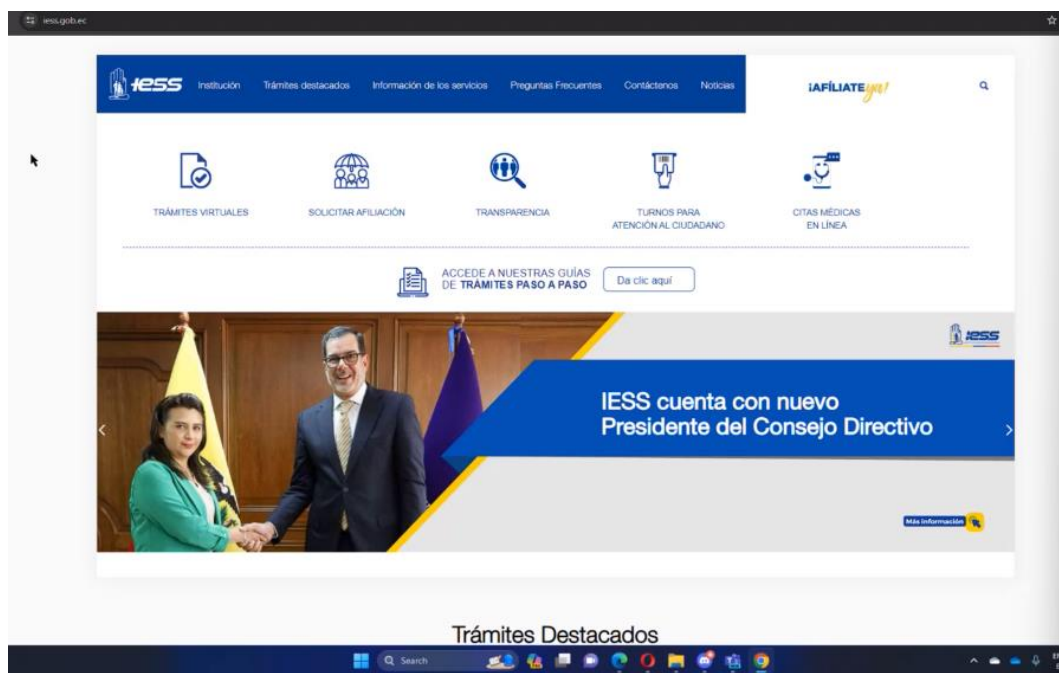 iess.gob.ec
iess
Institución
Trámites destacados
Información de los servicios
Preguntas Frecuentes
Contáctenos
Noticias
¡AFÍLIATE ya!
TRÁMITES VIRTUALES
SOLICITAR AFILIACIÓN
TRANSPARENCIA
TURNOS PARA
ATENCIÓN AL CIUDADANO
CITAS MÉDICAS
EN LÍNEA
ACCEDE A NUESTRAS GUÍAS
DE TRÁMITES PASO A PASO
Da clic aquí
iess
IESS cuenta con nuevo
Presidente del Consejo Directivo
Más información
Trámites Destacados
Search